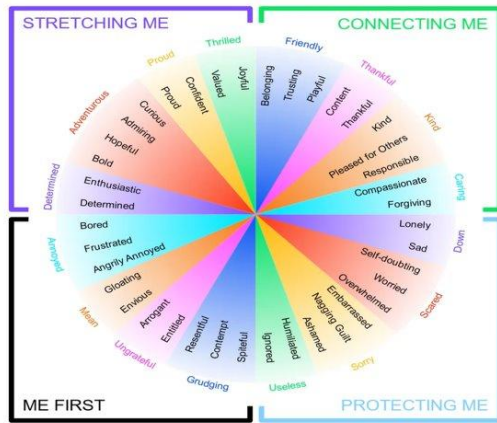 STRETCHING ME
CONNECTING ME
Thrilled
Valued
Joyful
Friendly
Belonging
Trusting
Playful
Thankful
Content
Thankful
Kind
Kind
Pleased for Others
Responsible
Caring
Compassionate
Forgiving
Down
Lonely
Sad
Scared
Self-doubting
Worried
Overwhelmed
Sorry
Embarrassed
Nagging Guilt
Ashamed
Useless
Humiliated
Ignored
Grudging
Spiteful
Contempt
Resentful
Ungrateful
Entitled
Arrogant
Mean
Envious
Gloating
Annoyed
Angrily Annoyed
Frustrated
Bored
Determined
Determined
Enthusiastic
Adventurous
Bold
Hopeful
Admiring
Curious
Proud
Proud
Confident
ME FIRST
PROTECTING ME